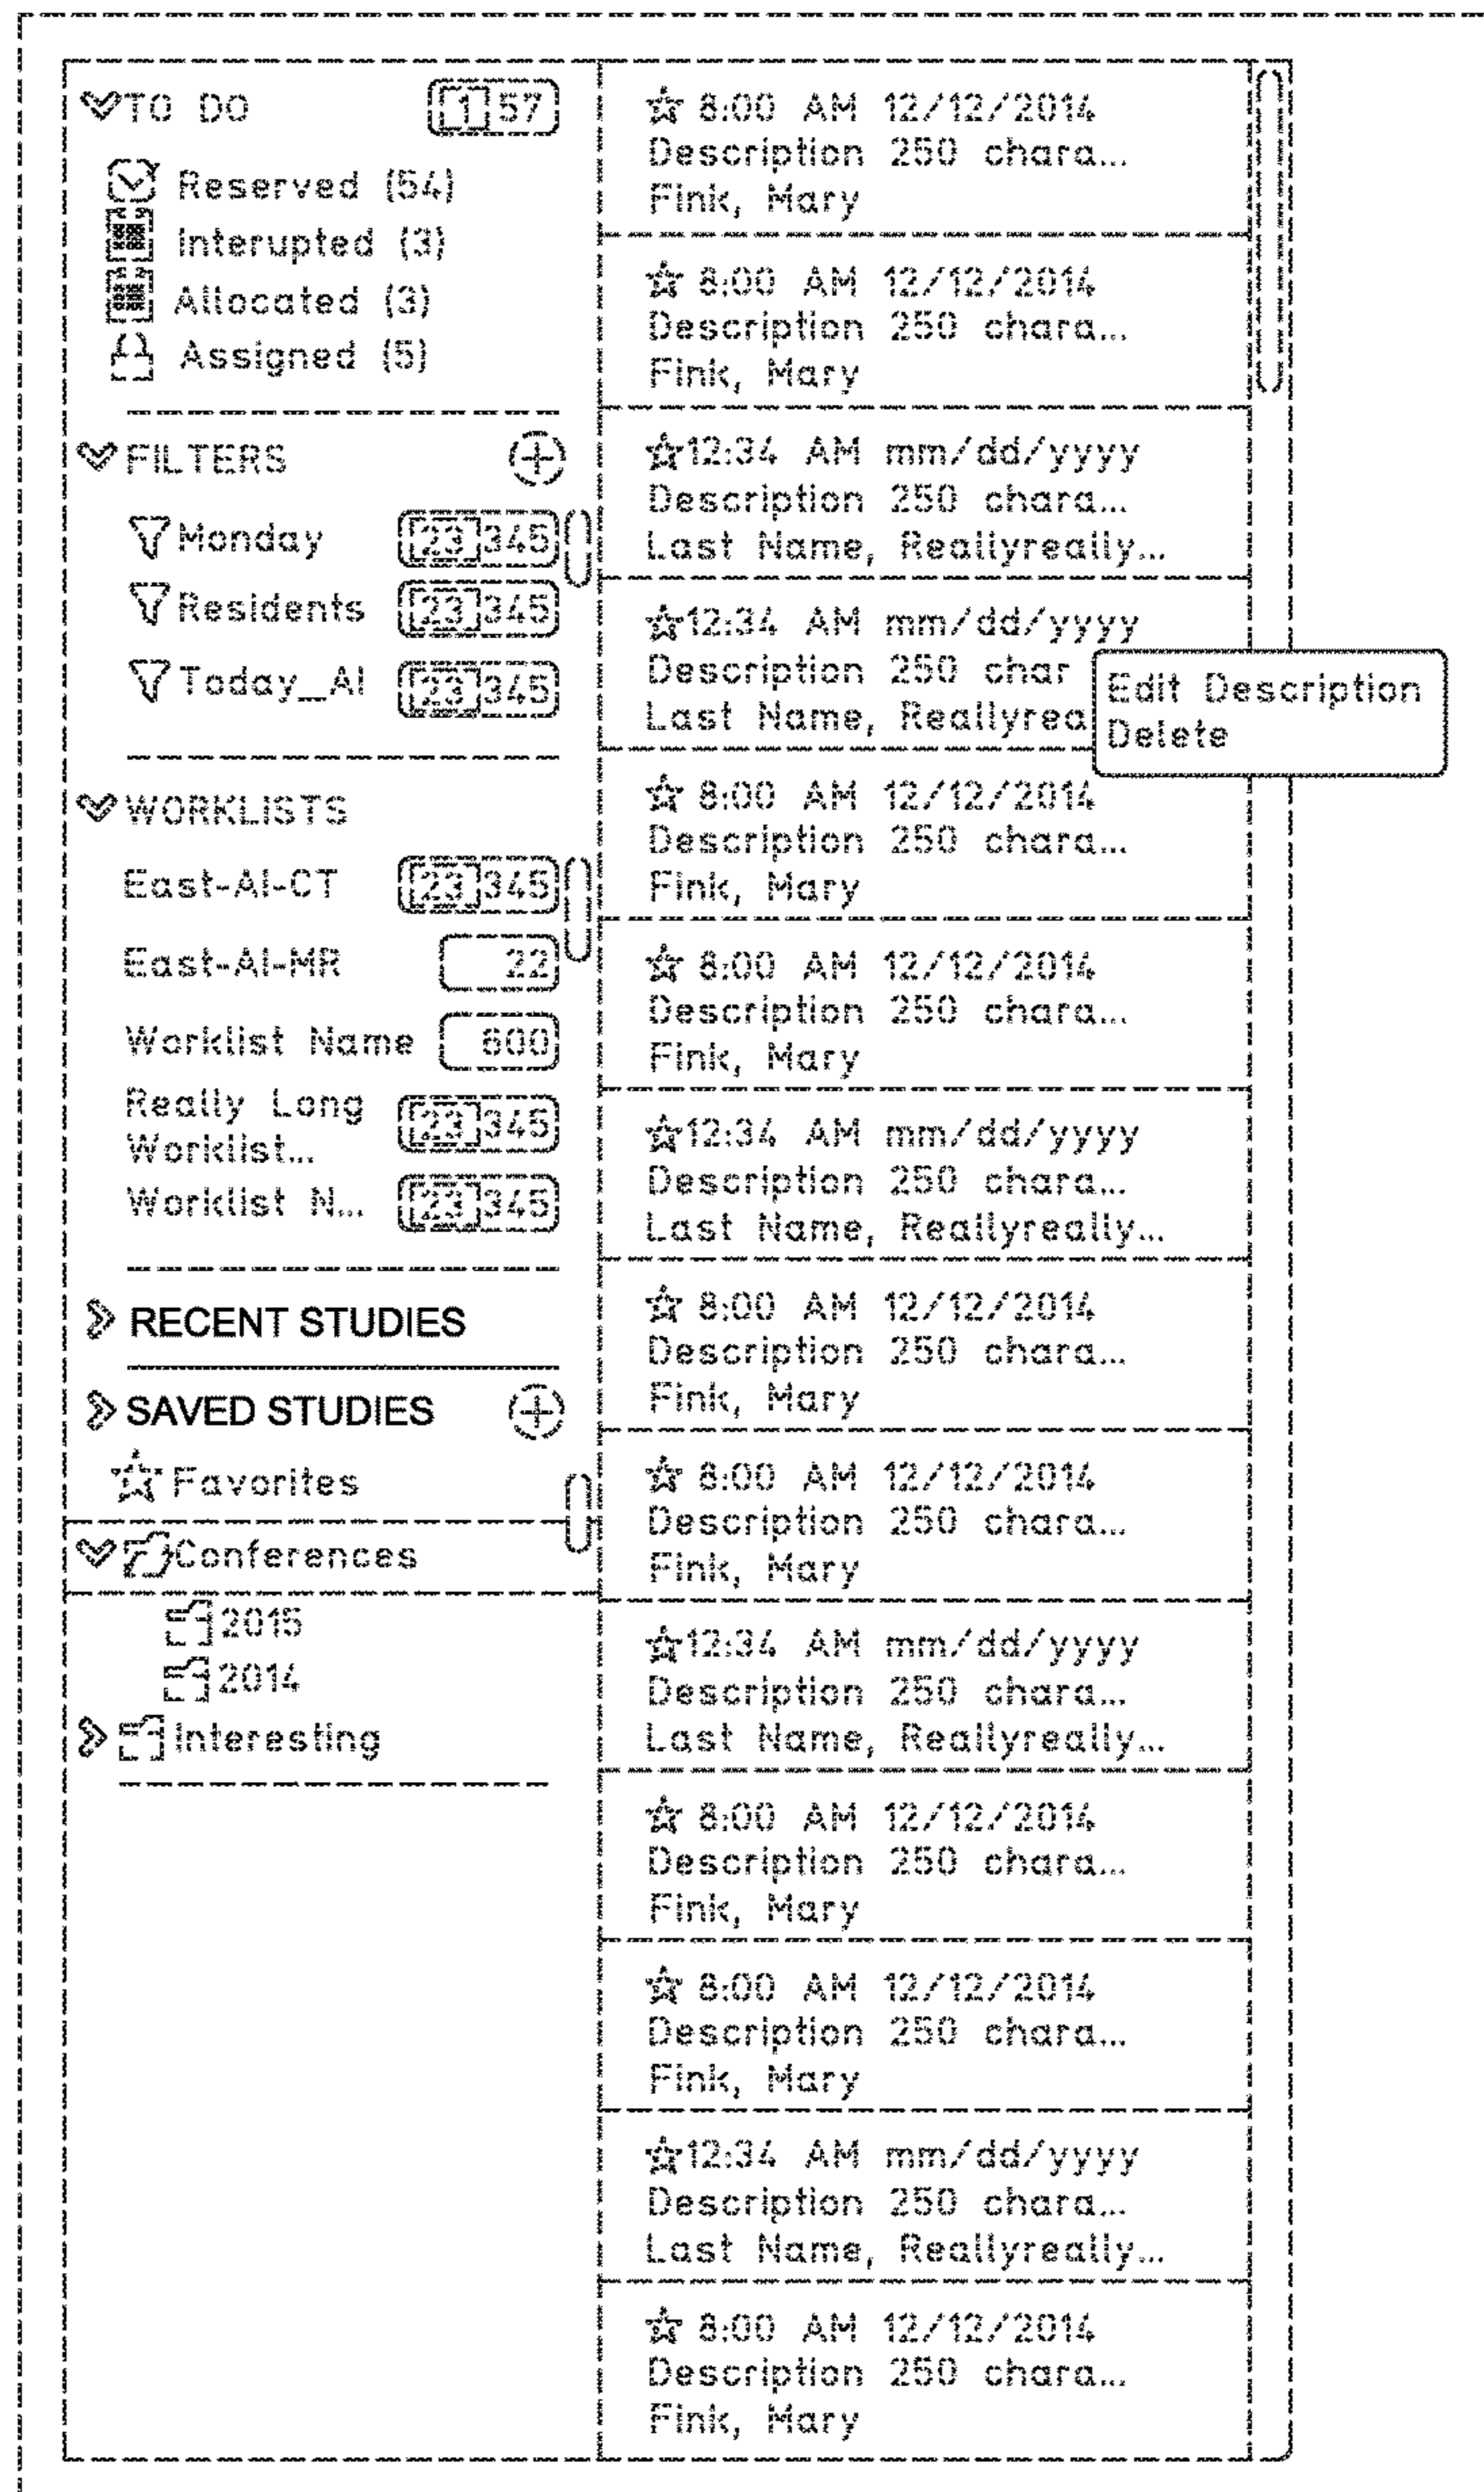 TO DO 1 57
Reserved (54)
Interupted (3)
Allocated (3)
Assigned (5)
FILTERS
Monday 23 345
Residents 23 345
Today_AI 23 345
WORKLISTS
East-AI-CT 23 345
East-AI-MR 22
Worklist Name 600
Really Long
Worklist... 23 345
Worklist N... 23 345
RECENT STUDIES
SAVED STUDIES
Favorites
Conferences
2015
2014
Interesting
8:00 AM 12/12/2014
Description 250 chara...
Fink, Mary
8:00 AM 12/12/2014
Description 250 chara...
Fink, Mary
12:34 AM mm/dd/yyyy
Description 250 chara...
Last Name, Reallyreally...
12:34 AM mm/dd/yyyy
Description 250 char
Last Name, Reallyrea
Edit Description
Delete
8:00 AM 12/12/2014
Description 250 chara...
Fink, Mary
8:00 AM 12/12/2014
Description 250 chara...
Fink, Mary
12:34 AM mm/dd/yyyy
Description 250 chara...
Last Name, Reallyreally...
8:00 AM 12/12/2014
Description 250 chara...
Fink, Mary
8:00 AM 12/12/2014
Description 250 chara...
Fink, Mary
12:34 AM mm/dd/yyyy
Description 250 chara...
Last Name, Reallyreally...
8:00 AM 12/12/2014
Description 250 chara...
Fink, Mary
8:00 AM 12/12/2014
Description 250 chara...
Fink, Mary
12:34 AM mm/dd/yyyy
Description 250 chara...
Last Name, Reallyreally...
8:00 AM 12/12/2014
Description 250 chara...
Fink, Mary